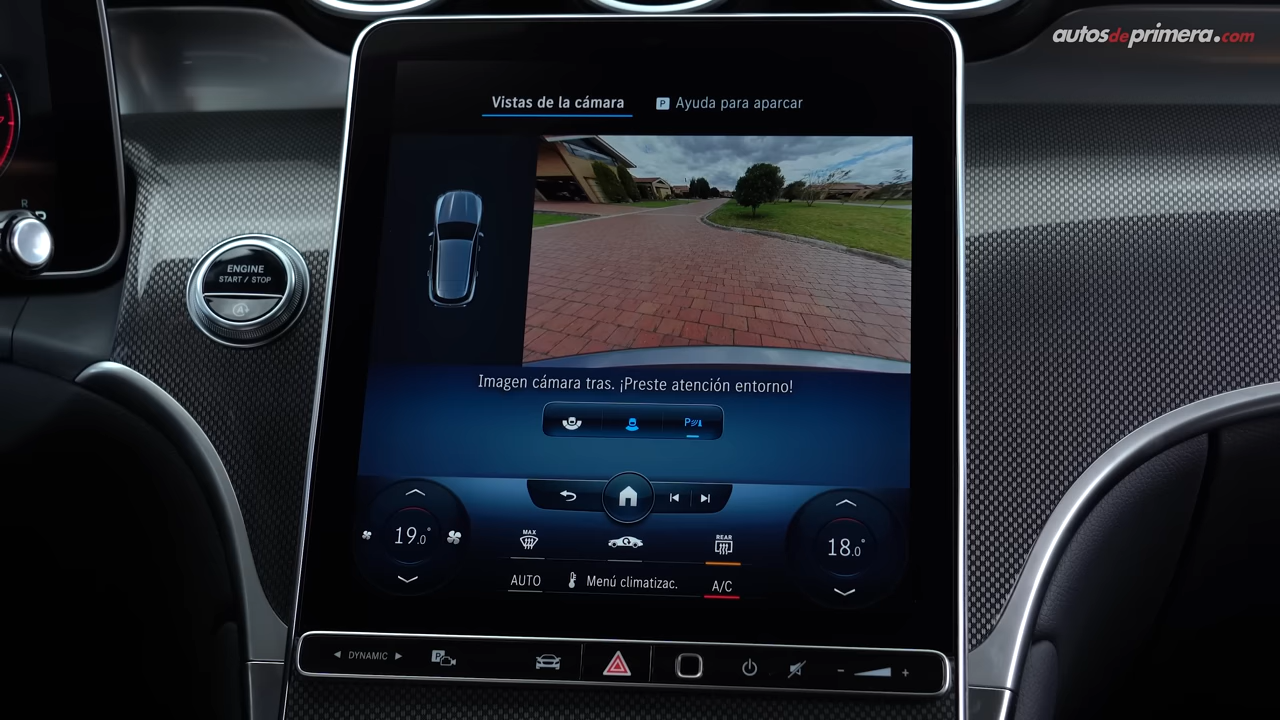 autosdeprimera.com
Vistas de la cámara
P Ayuda para aparcar
R
P
ENGINE
START / STOP
A
Imagen cámara tras. ¡Preste atención entorno!
P
19.0°
18.0°
MAX
REAR
AUTO
Menú climatizac.
A/C
DYNAMIC
P